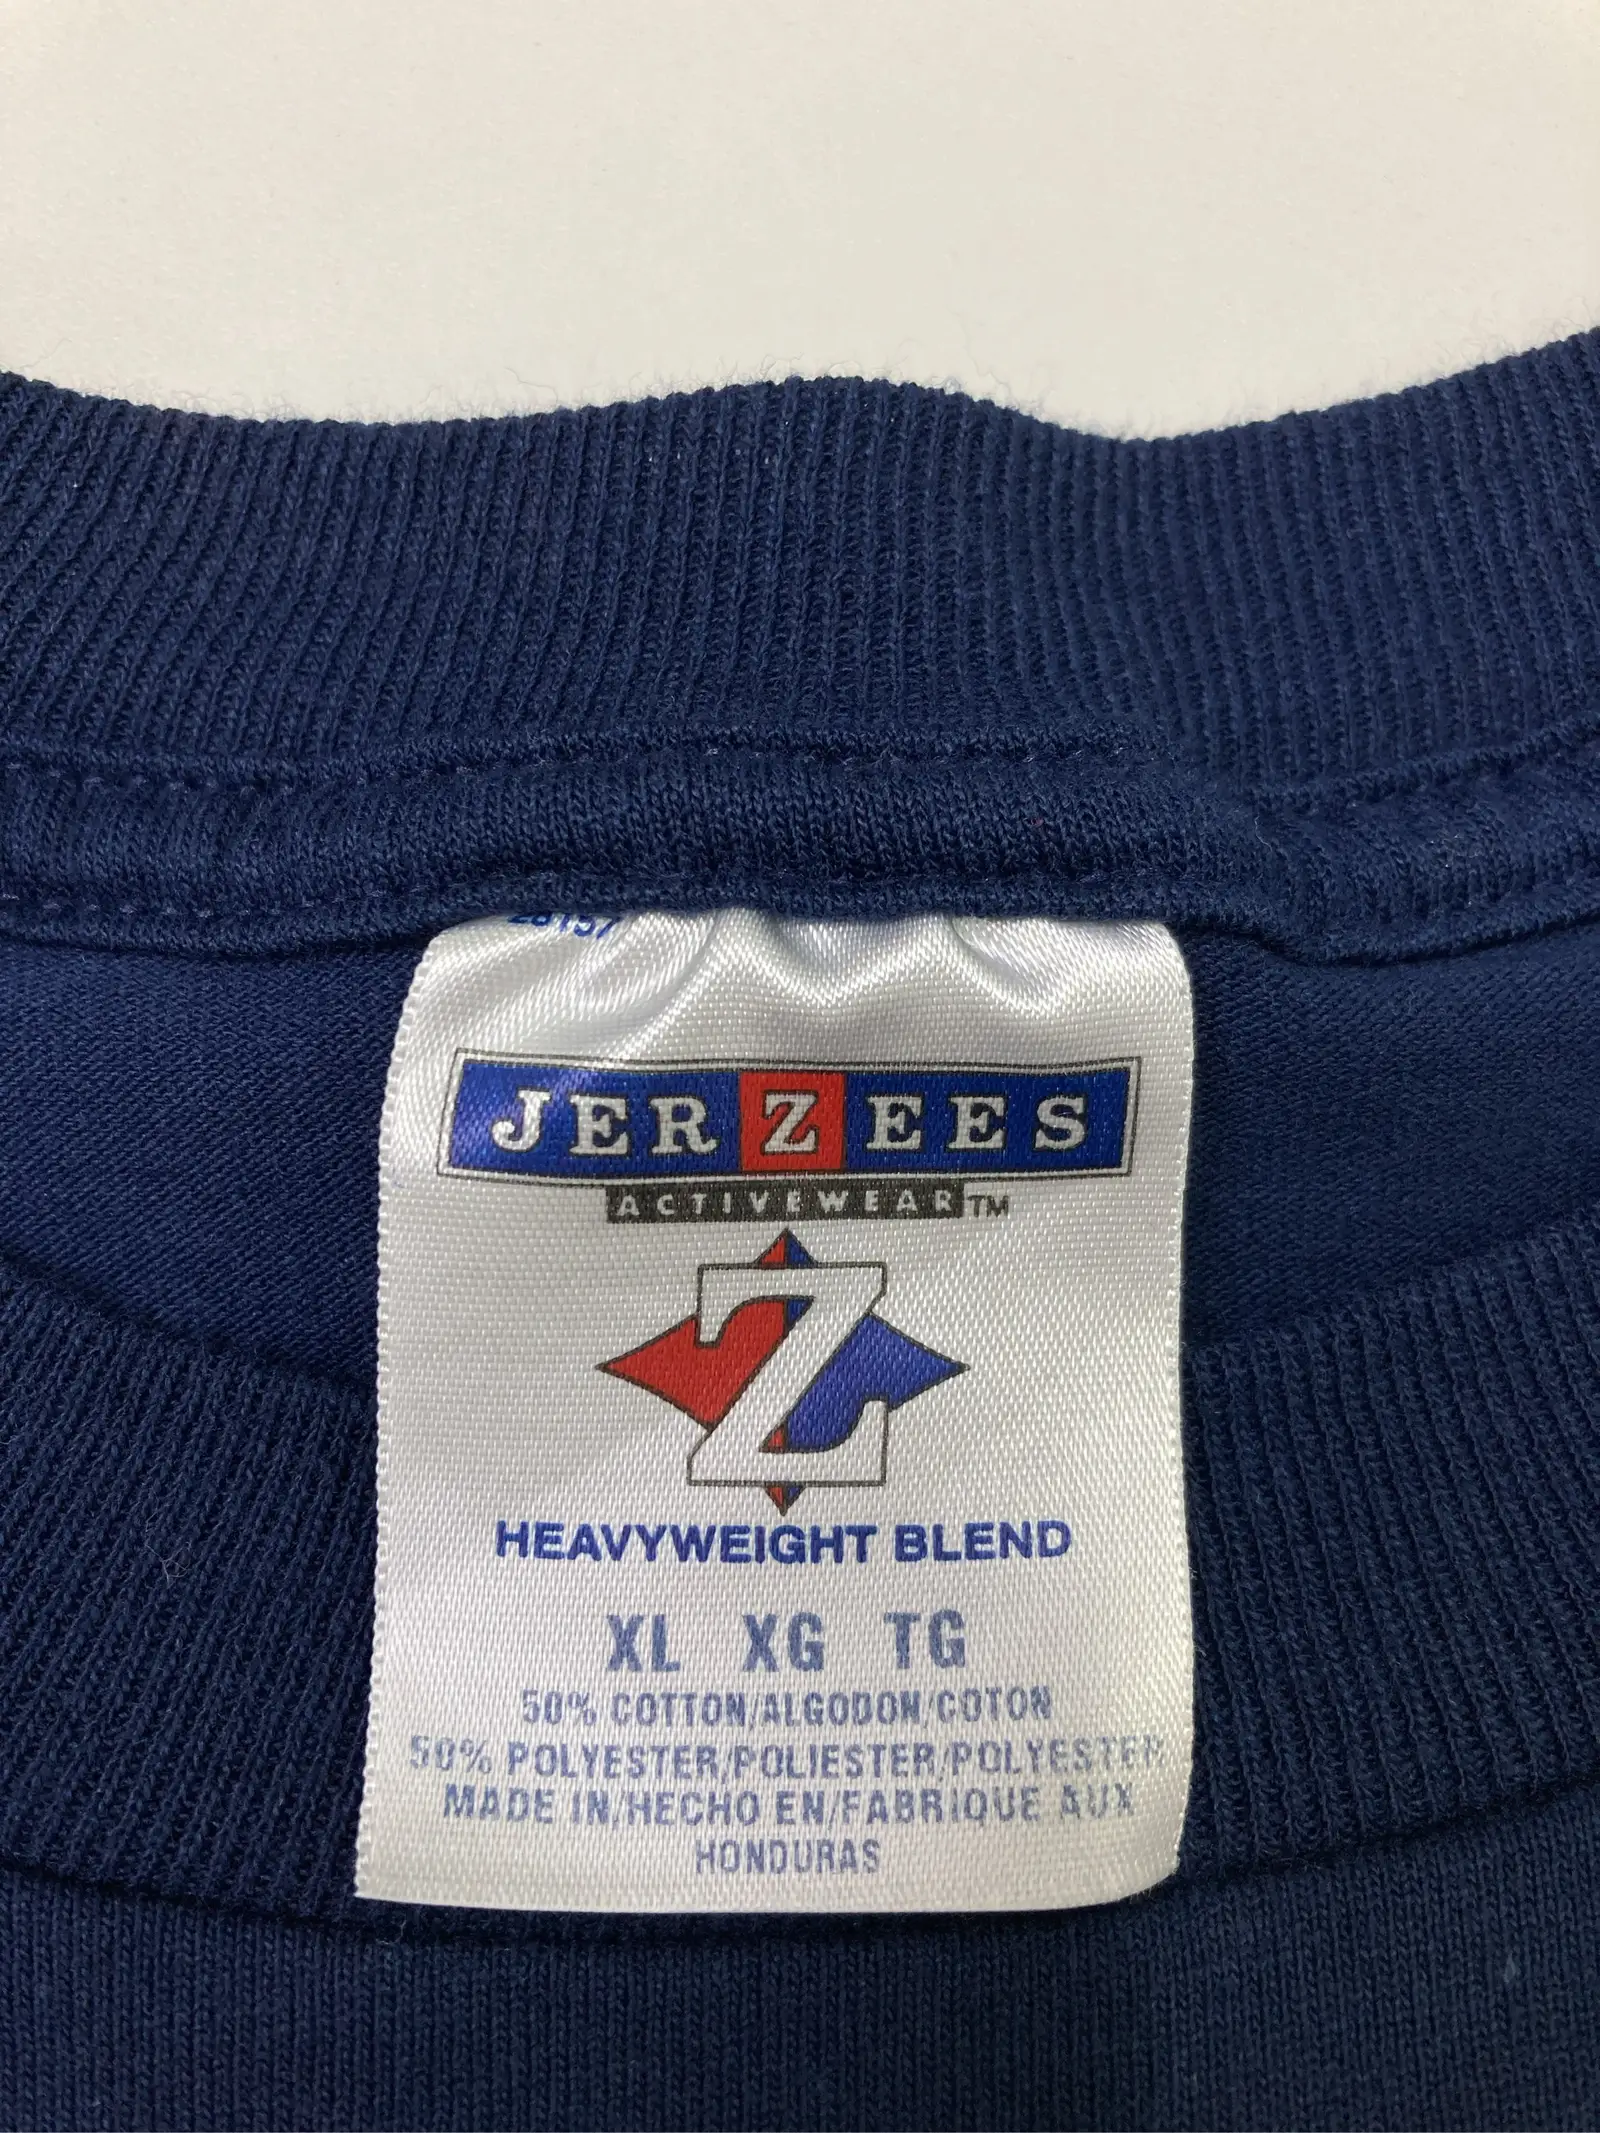 28157
JERZEES
ACTIVEWEAR™
Z
HEAVYWEIGHT BLEND
XL XG TG
50% COTTON/ALGODON/COTON
50% POLYESTER/POLIESTER/POLYESTER
MADE IN/HECHO EN/FABRIQUE AUX
HONDURAS